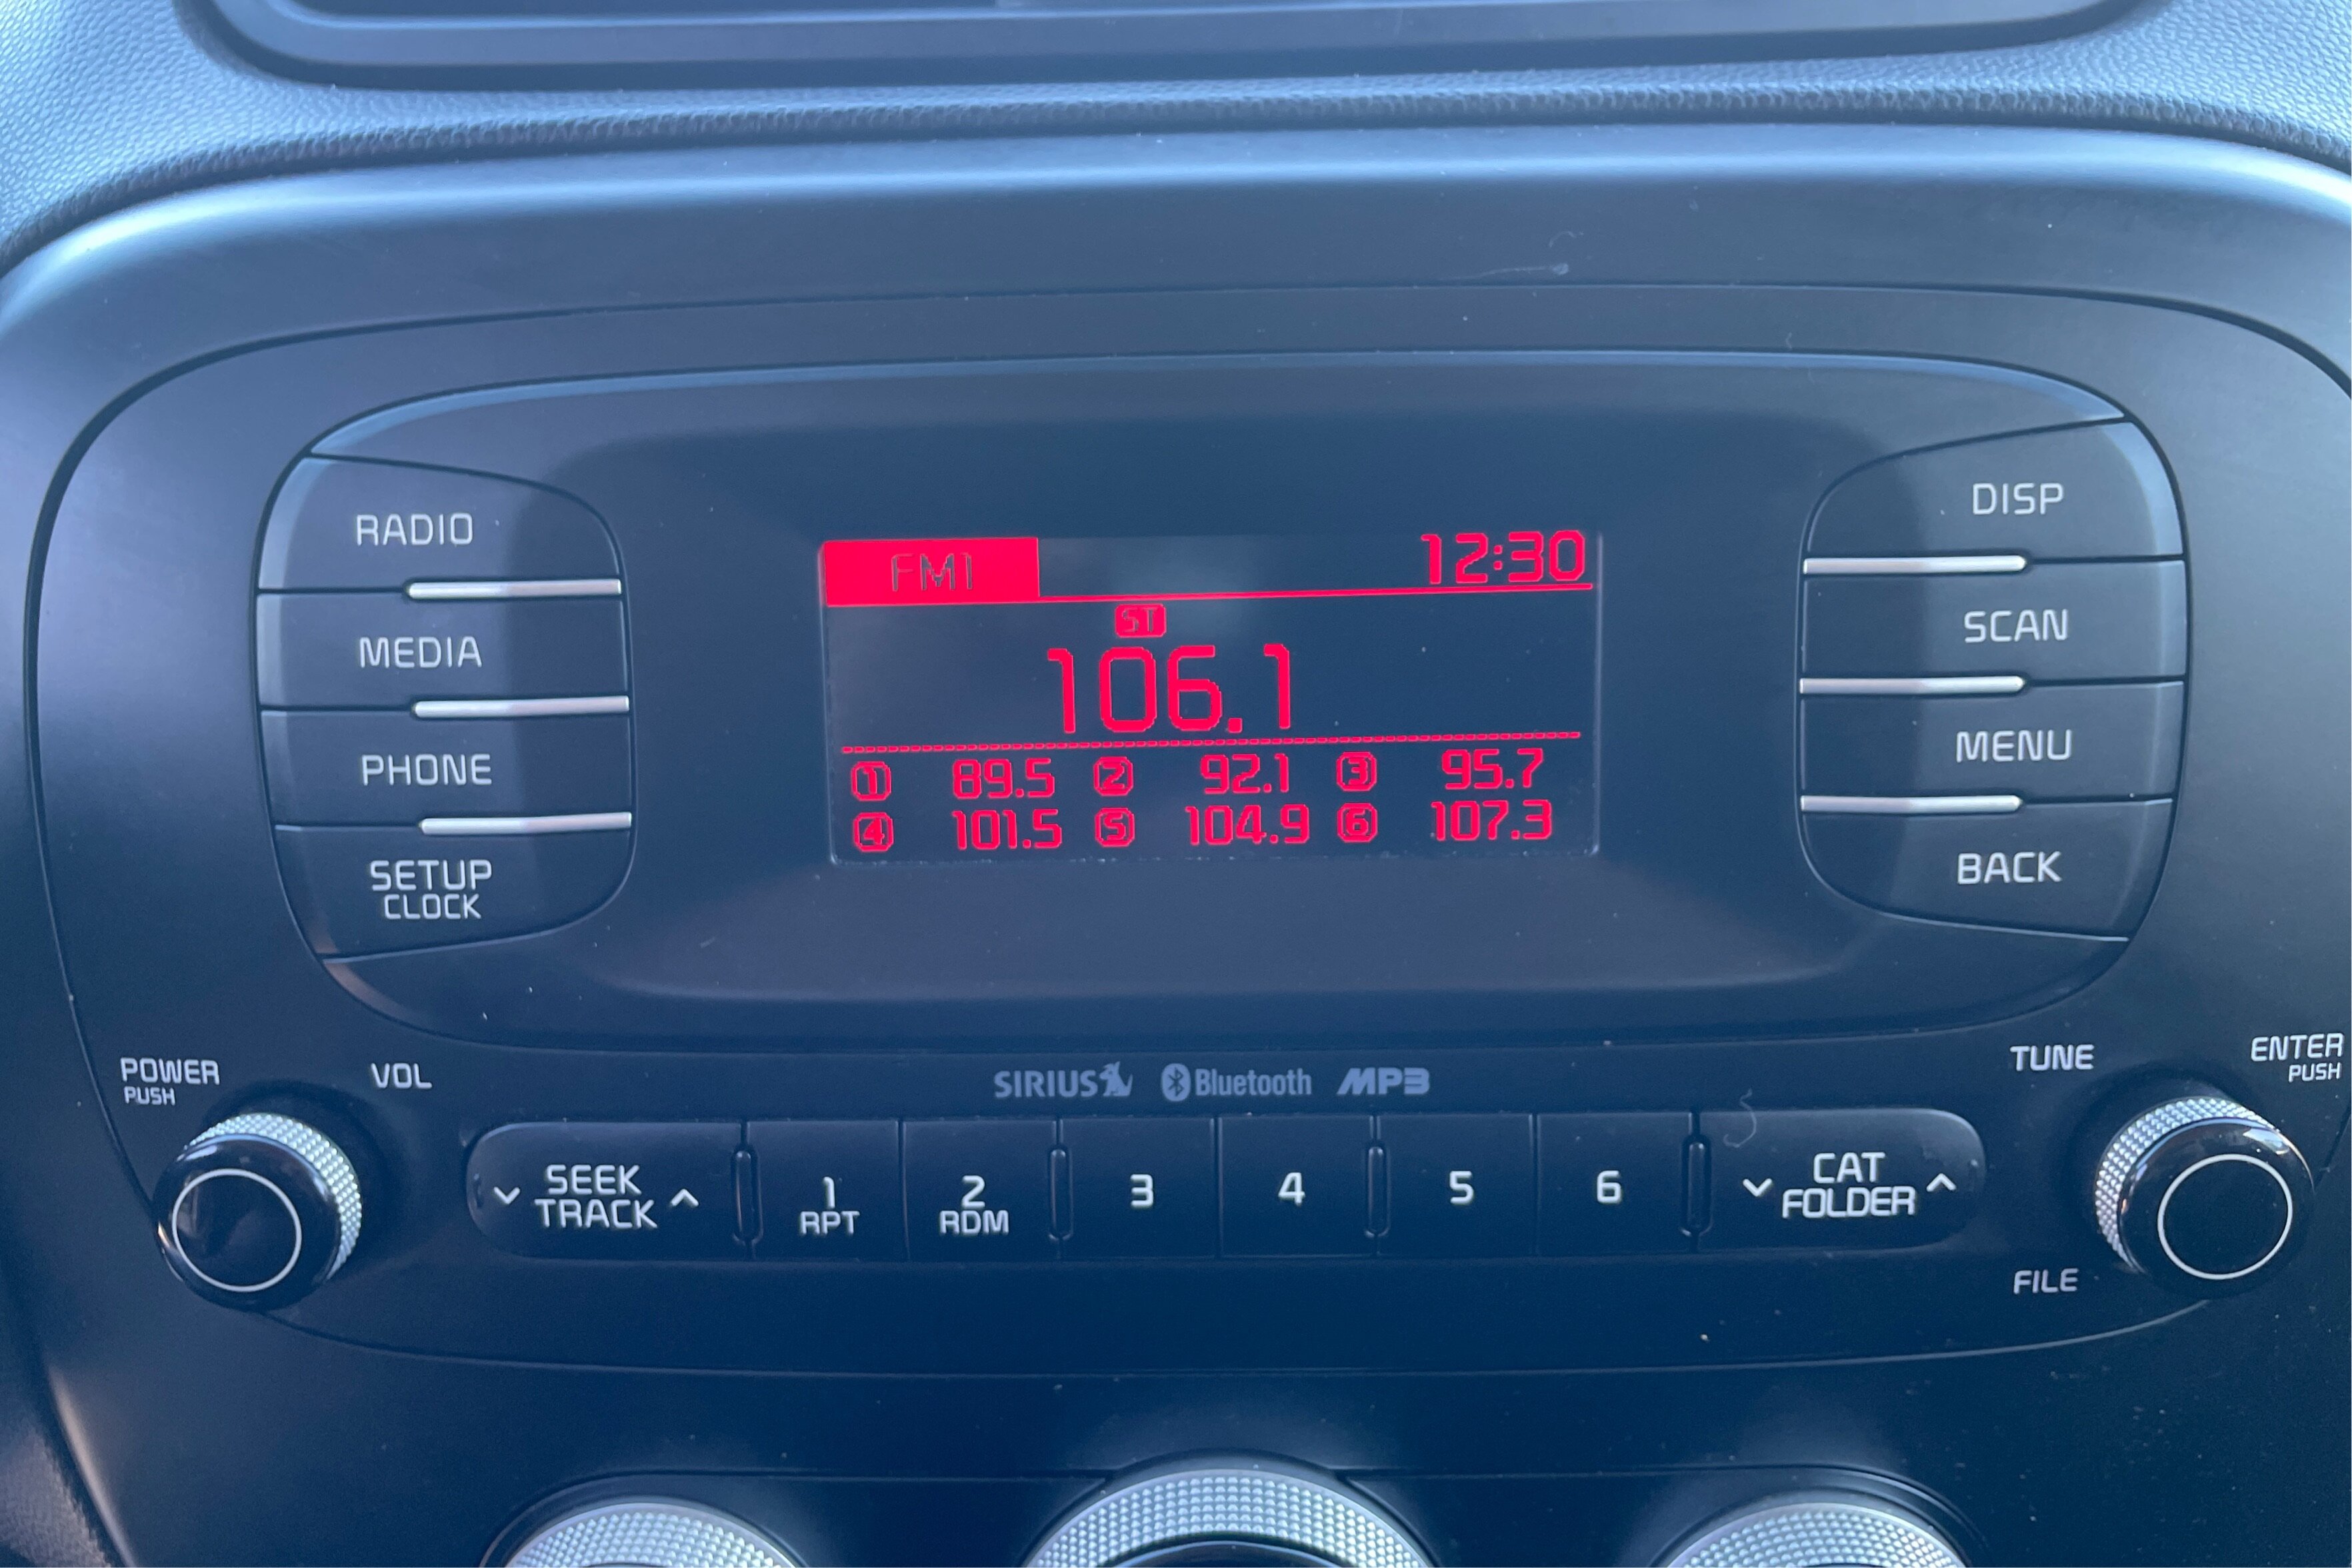 RADIO
MEDIA
PHONE
SETUP
CLOCK
FM1 12:30
ST
106.1
1 89.5 2 92.1 3 95.7
4 101.5 5 104.9 6 107.3
DISP
SCAN
MENU
BACK
POWER
PUSH
VOL
SIRIUS Bluetooth MP3
TUNE
ENTER
PUSH
SEEK
TRACK
1
RPT
2
RDM
3
4
5
6
CAT
FOLDER
FILE